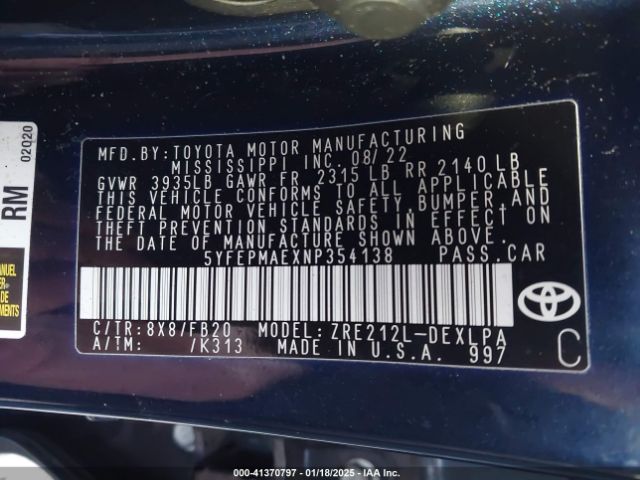 MFD.BY: TOYOTA MOTOR MANUFACTURING
MISSISSIPPI INC. 08/22
GVWR 3935LB GAWR FR 2315 LB RR 2140 LB
THIS VEHICLE CONFORMS TO ALL APPLICABLE
FEDERAL MOTOR VEHICLE SAFETY, BUMPER, AND
THEFT PREVENTION STANDARDS IN EFFECT ON
THE DATE OF MANUFACTURE SHOWN ABOVE.
5YFEPMAEXNP354138 PASS.CAR
C/TR: 8X8/FB20 MODEL: ZRE212L-DEXLPA
A/TM: /K313 MADE IN U.S.A. 997
C
02020
RM
MANUEL
000-41370797 - 01/18/2025 - IAA Inc.